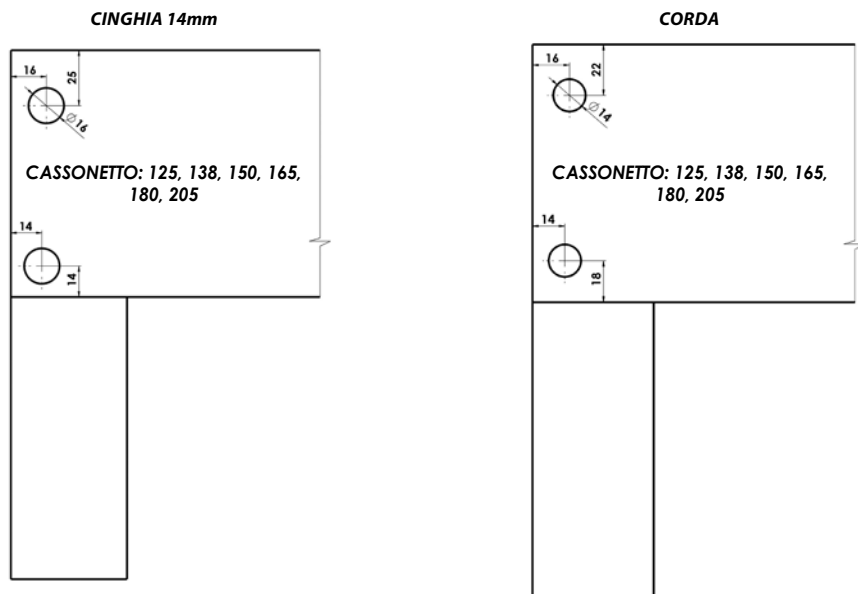 CINGHIA 14mm
16
25
Ø16
CASSONETTO: 125, 138, 150, 165,
180, 205
14
14
CORDA
16
22
Ø14
CASSONETTO: 125, 138, 150, 165,
180, 205
14
18